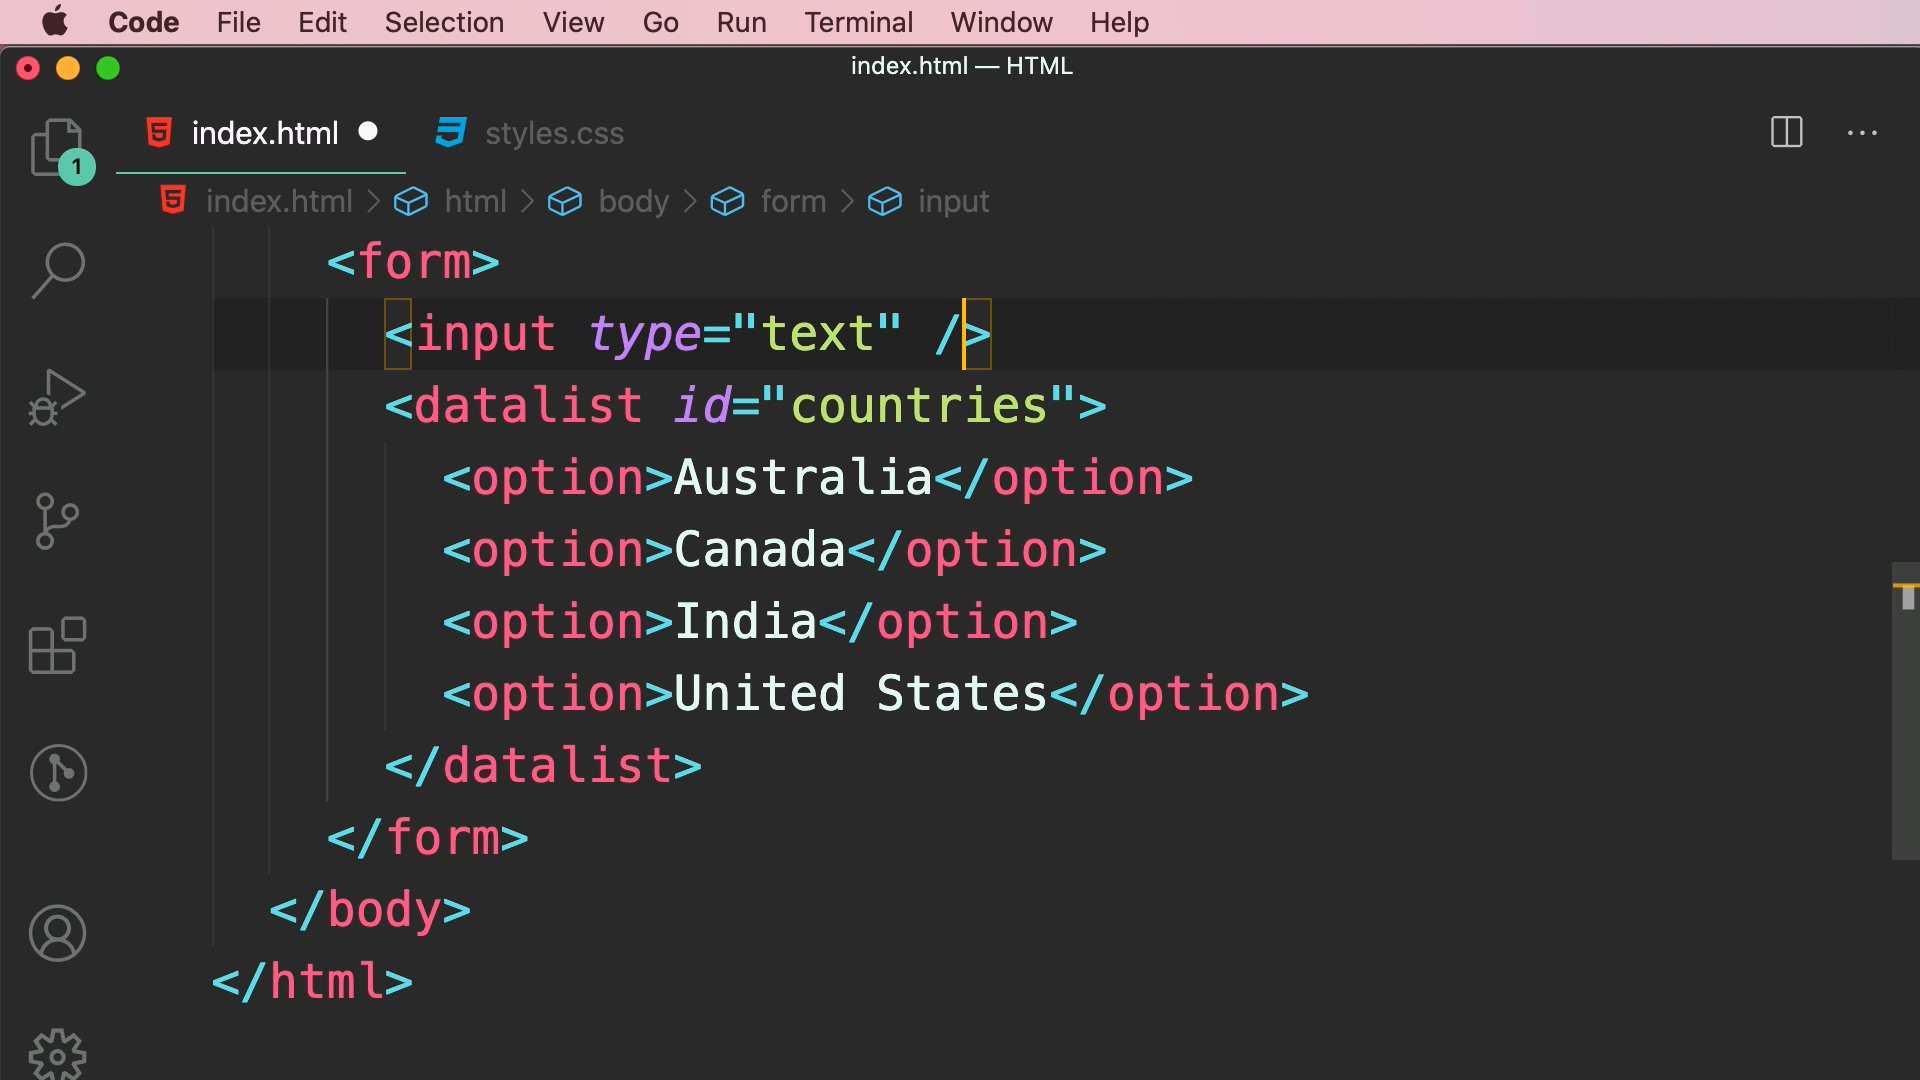 Code File Edit Selection View Go Run Terminal Window Help
index.html — HTML
index.html styles.css
1
index.html > html > body > form > input
<form>
<input type="text" />
<datalist id="countries">
<option>Australia</option>
<option>Canada</option>
<option>India</option>
<option>United States</option>
</datalist>
</form>
</body>
</html>